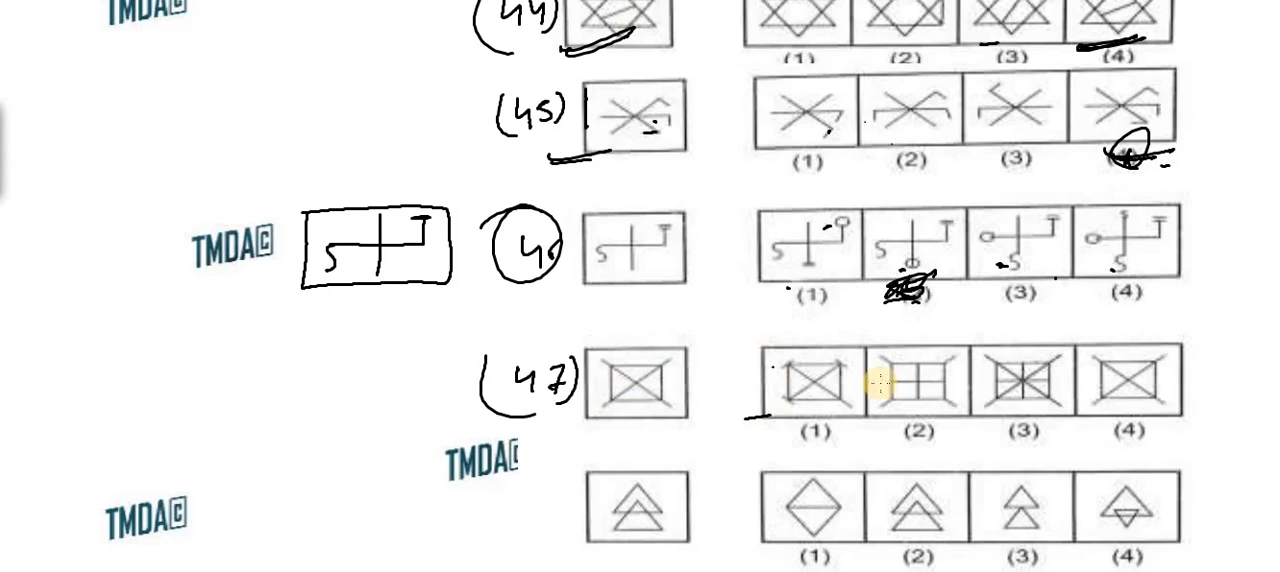 TMDA©
(44)
(1) (2) (3) (4)
(45)
(1) (2) (3)
TMDA©
S
46
S
S S S S
(1) (3) (4)
(47)
(1) (2) (3) (4)
TMDA
TMDA©
(1) (2) (3) (4)